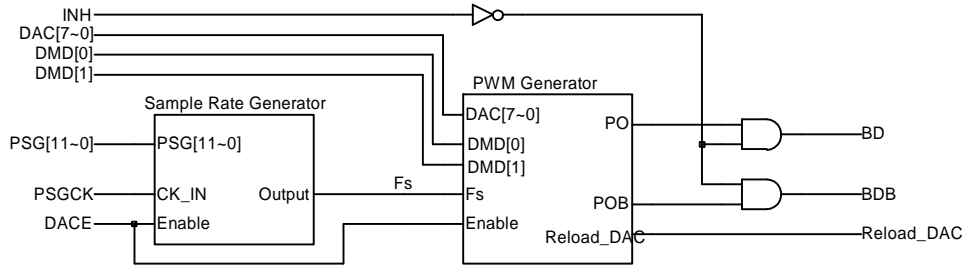 INH
DAC[7~0]
DMD[0]
DMD[1]
PWM Generator
Sample Rate Generator
DAC[7~0]
PO
BD
PSG[11~0]
PSG[11~0]
DMD[0]
DMD[1]
Fs
PSGCK
CK_IN
Output
Fs
POB
BDB
DACE
Enable
Enable
Reload_DAC
Reload_DAC